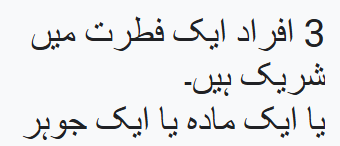 3 افراد ایک فطرت میں
شریک ہیں۔
یا ایک مادہ یا ایک جوہر